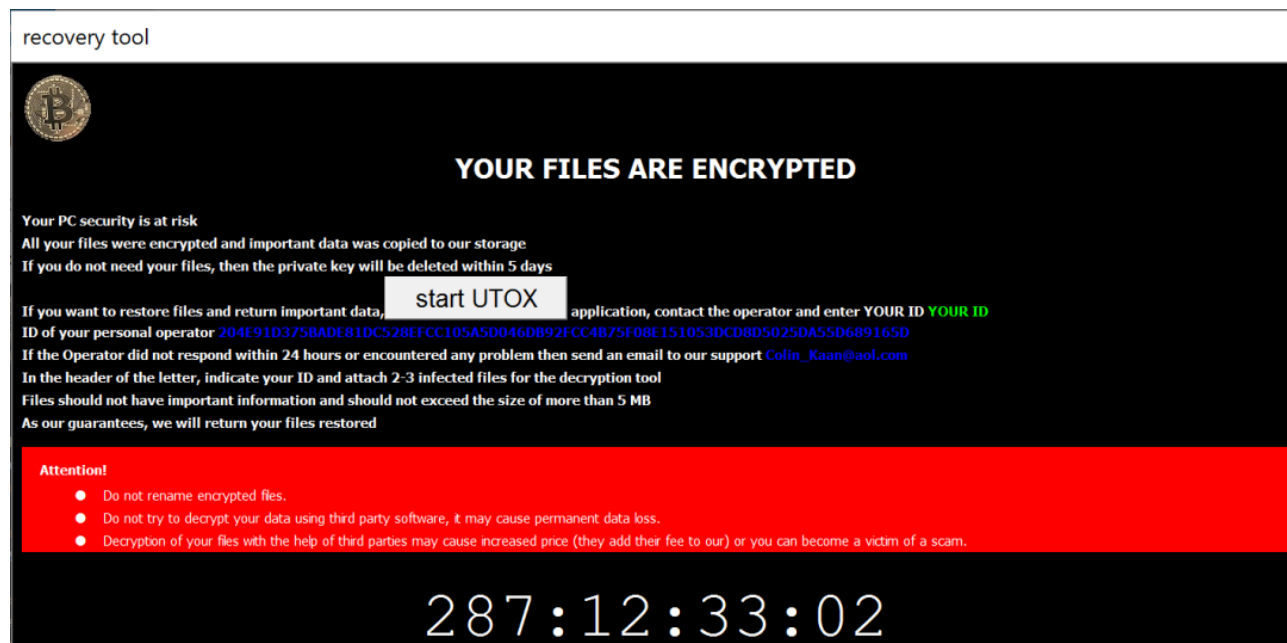 recovery tool
YOUR FILES ARE ENCRYPTED
Your PC security is at risk
All your files were encrypted and important data was copied to our storage
If you do not need your files, then the private key will be deleted within 5 days
If you want to restore files and return important data, start UTOX application, contact the operator and enter YOUR ID YOUR ID
ID of your personal operator 204E91D375BADE81DC528EFCC105A5D046DB92FCC4B75F08E151053DCD8D5025DA55D689165D
If the Operator did not respond within 24 hours or encountered any problem then send an email to our support Colin_Kaan@aol.com
In the header of the letter, indicate your ID and attach 2-3 infected files for the decryption tool
Files should not have important information and should not exceed the size of more than 5 MB
As our guarantees, we will return your files restored
Attention!
Do not rename encrypted files.
Do not try to decrypt your data using third party software, it may cause permanent data loss.
Decryption of your files with the help of third parties may cause increased price (they add their fee to our) or you can become a victim of a scam.
287:12:33:02